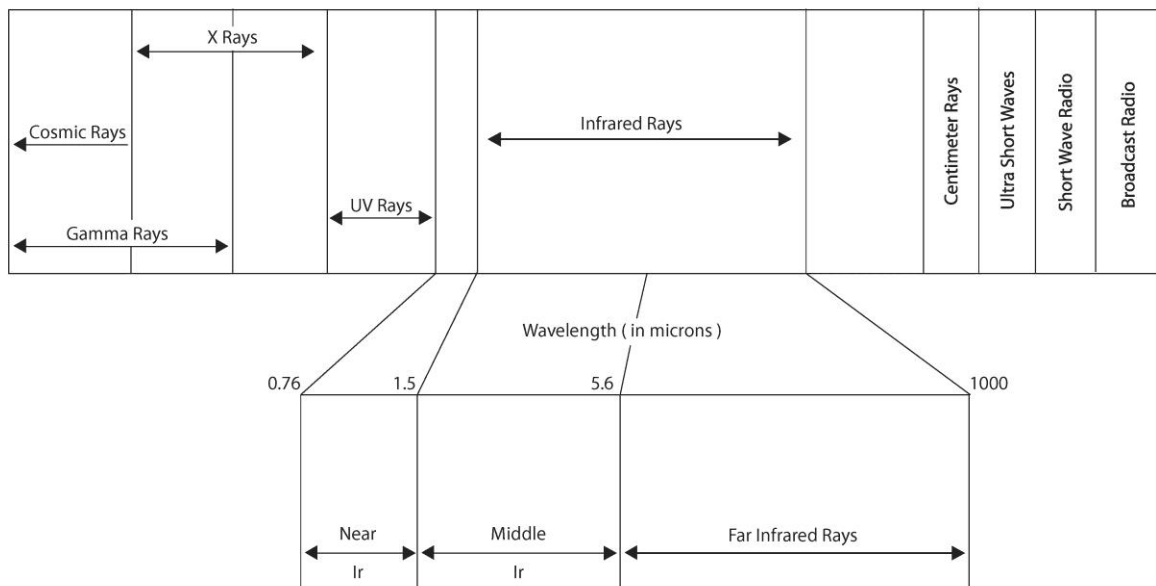 X Rays
Cosmic Rays
Infrared Rays
UV Rays
Gamma Rays
Centimeter Rays
Ultra Short Waves
Short Wave Radio
Broadcast Radio
Wavelength ( in microns )
0.76
1.5
5.6
1000
Near
Ir
Middle
Ir
Far Infrared Rays